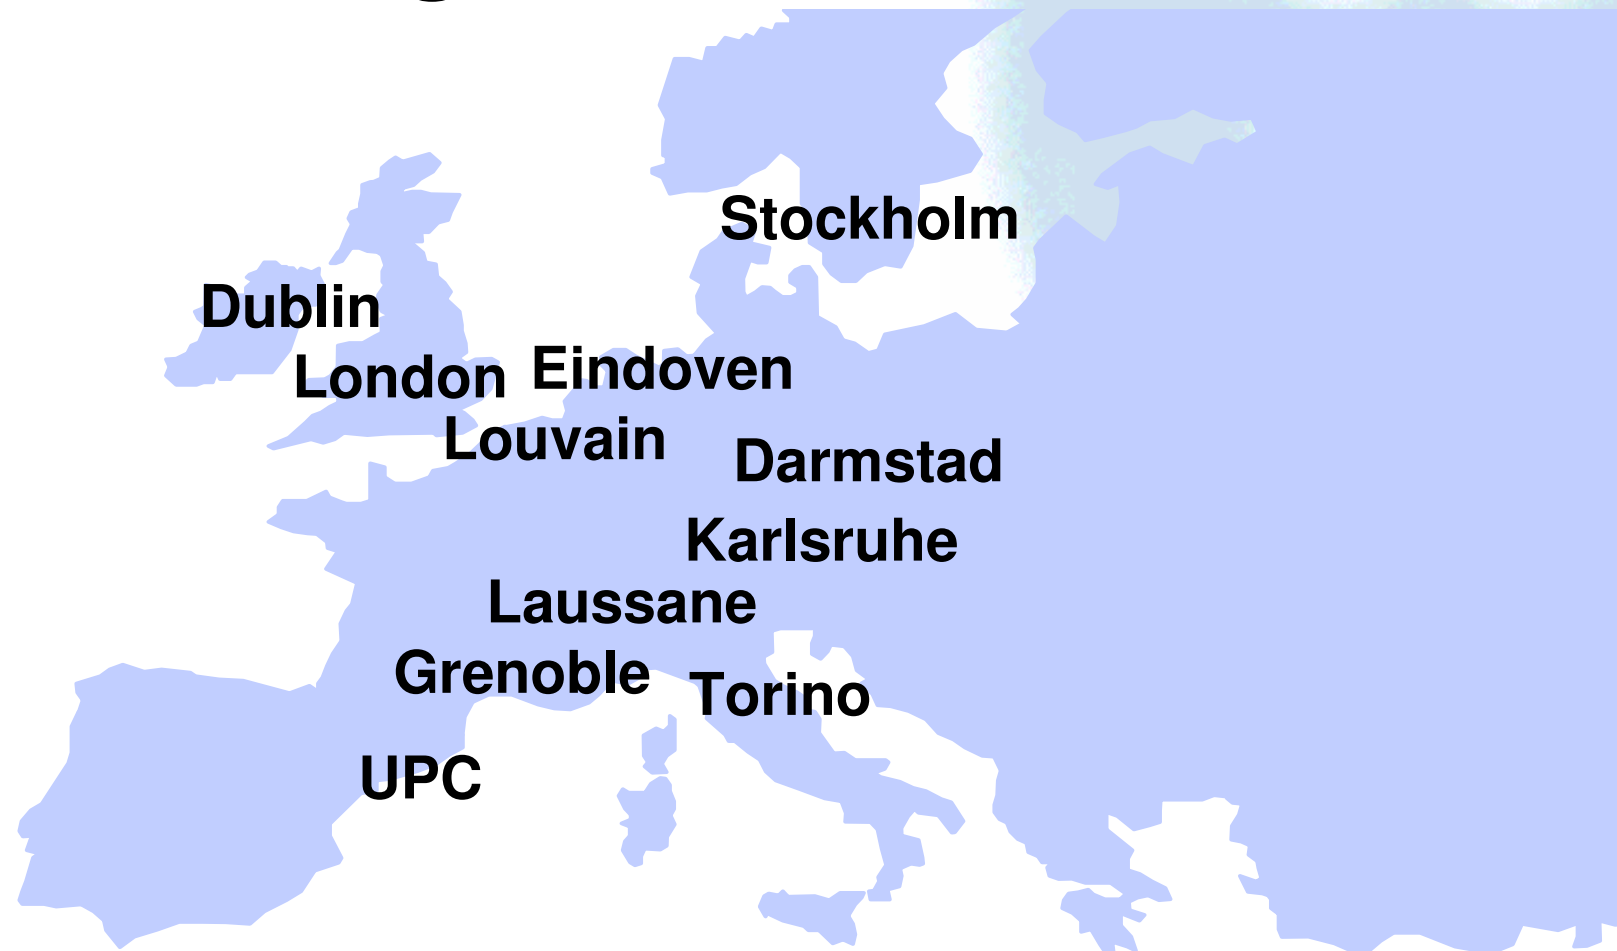 Stockholm
Dublin
London
Eindoven
Louvain
Darmstad
Karlsruhe
Laussane
Grenoble
Torino
UPC